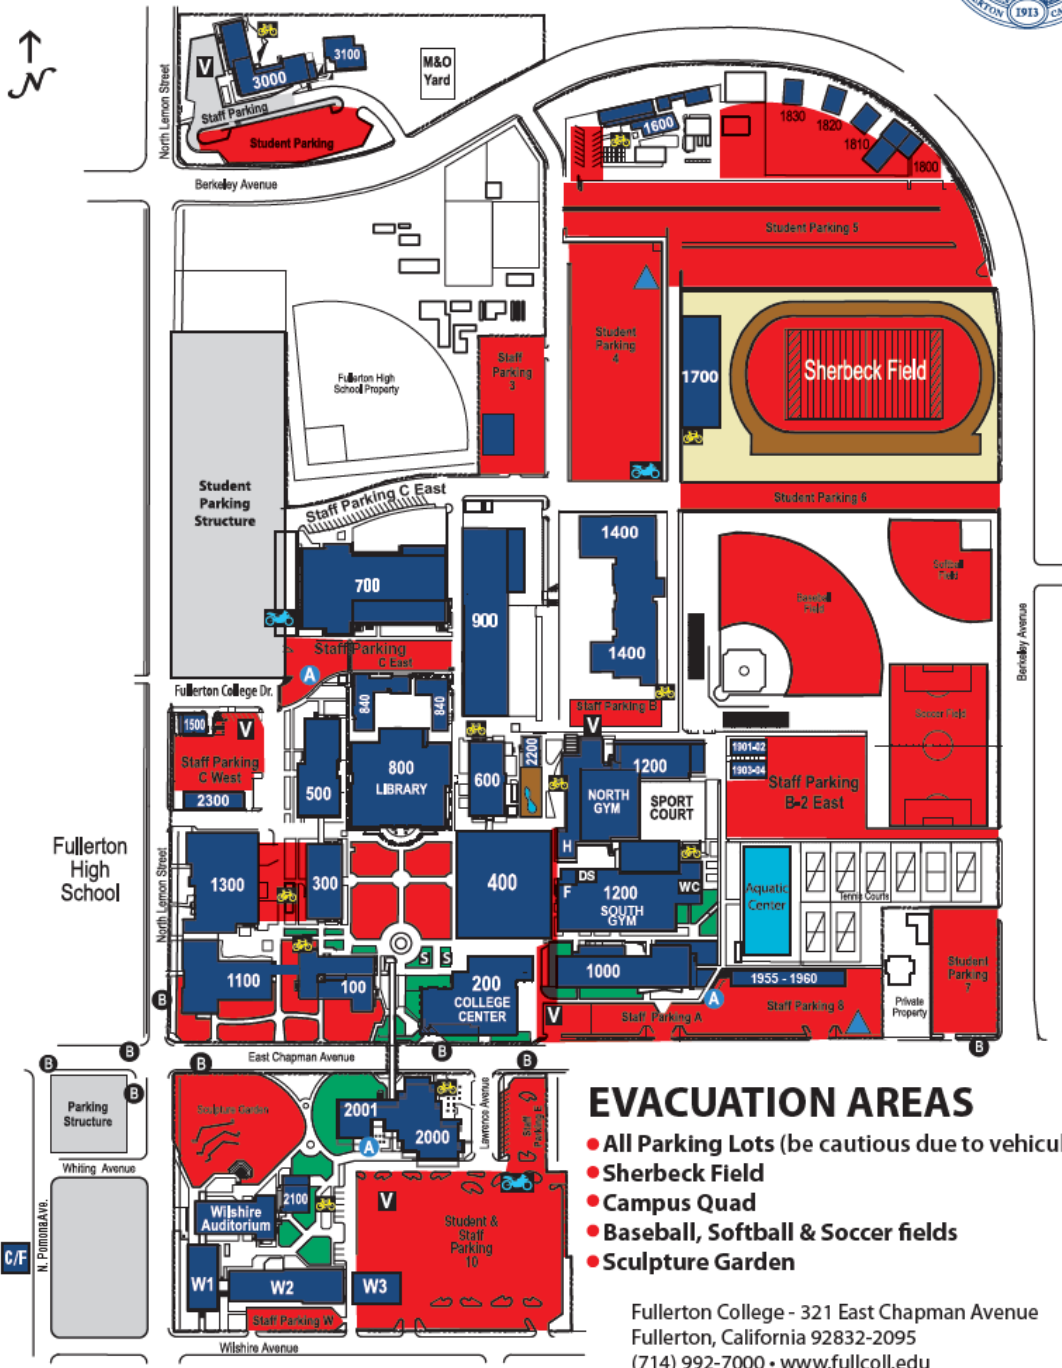 1913
N
North Lemon Street
V
3000
3100
M&O
Yard
Staff Parking
Student Parking
Berkeley Avenue
1600
1830
1820
1810
1800
Student Parking 5
Student
Parking
4
Staff
Parking
3
Fullerton High
School Property
1700
Sherbeck Field
Student Parking 6
Student
Parking
Structure
Staff Parking C East
700
900
1400
1400
Baseball
Field
Softball
Field
Berkeley Avenue
Staff Parking
C East
A
Fullerton College Dr.
840
840
Staff Parking B
V
Soccer Field
1500
V
Staff Parking
C West
2300
500
800
LIBRARY
600
2200
1200
NORTH
GYM
SPORT
COURT
1901-02
1903-04
Staff Parking
B-2 East
Fullerton
High
School
North Lemon Street
1300
300
400
H
DS
F
1200
SOUTH
GYM
WC
Aquatic
Center
Tennis Courts
1100
100
S
S
200
COLLEGE
CENTER
1000
1955 - 1960
A
Private
Property
Student
Parking
7
B
V
Staff Parking A
Staff Parking 8
East Chapman Avenue
B
B
B
B
B
B
B
Parking
Structure
Whiting Avenue
Sculpture Garden
2001
2000
A
Lawrence Avenue
Staff
Parking E
2100
Wilshire
Auditorium
V
Student &
Staff
Parking
10
C/F
N. Pomona Ave.
W1
W2
W3
Staff Parking W
Wilshire Avenue
EVACUATION AREAS
• All Parking Lots (be cautious due to vehicul
• Sherbeck Field
• Campus Quad
• Baseball, Softball & Soccer fields
• Sculpture Garden
Fullerton College - 321 East Chapman Avenue
Fullerton, California 92832-2095
(714) 992-7000 • www.fullcoll.edu